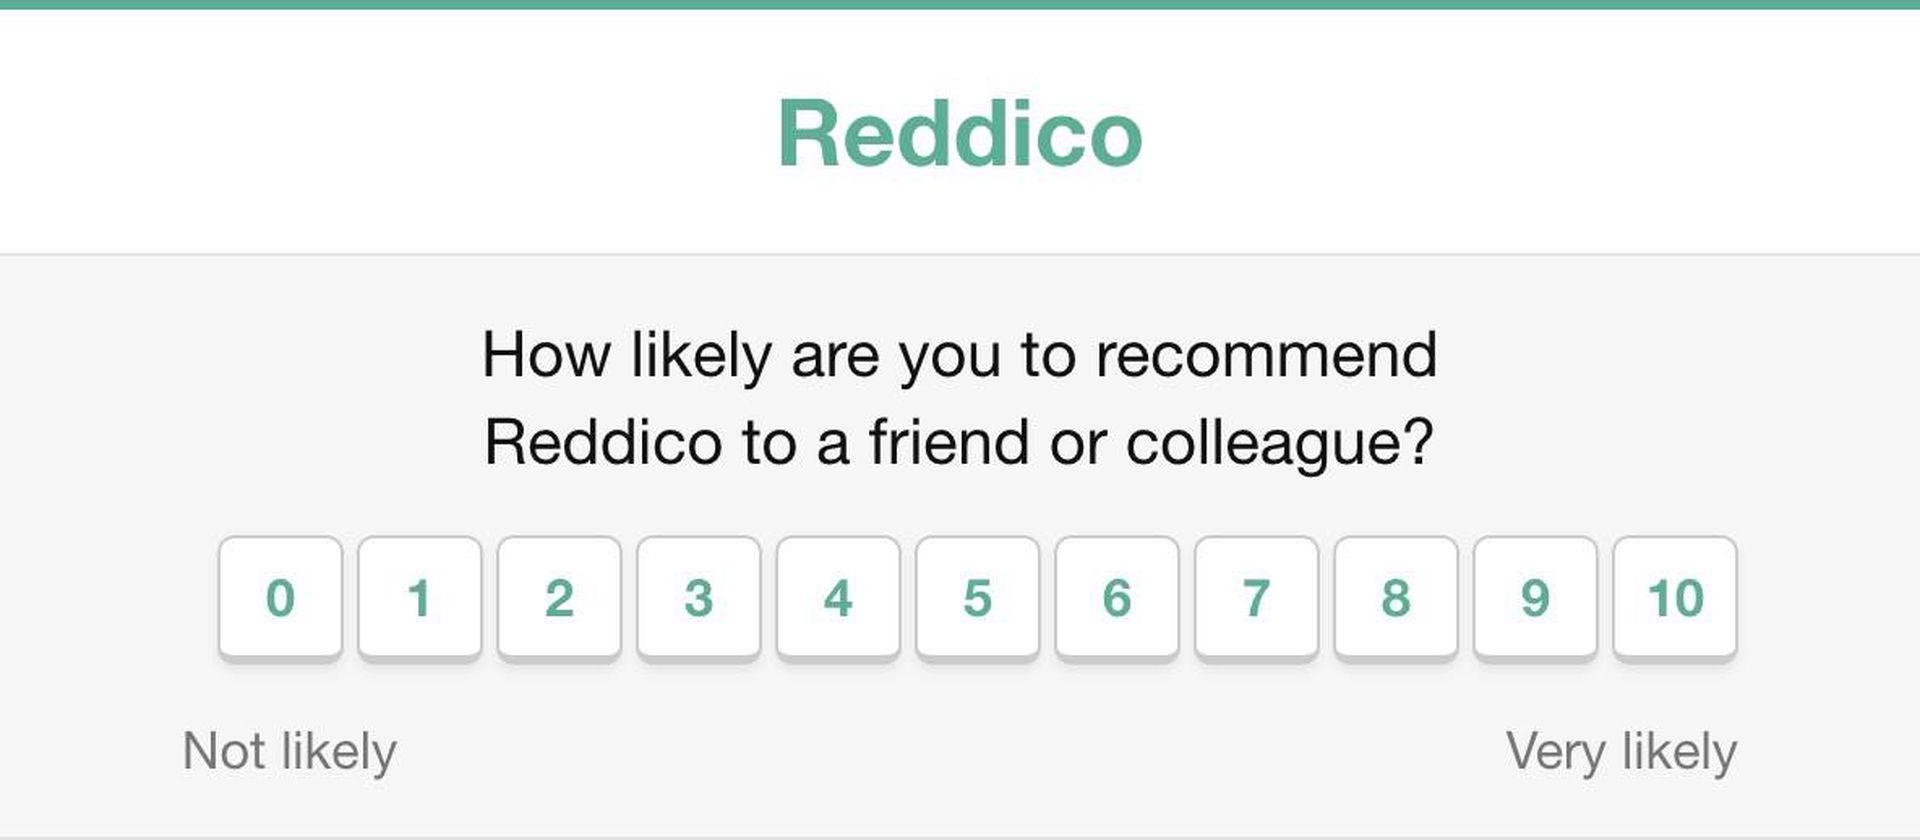 Reddico
How likely are you to recommend
Reddico to a friend or colleague?
0 1 2 3 4 5 6 7 8 9 10
Not likely Very likely